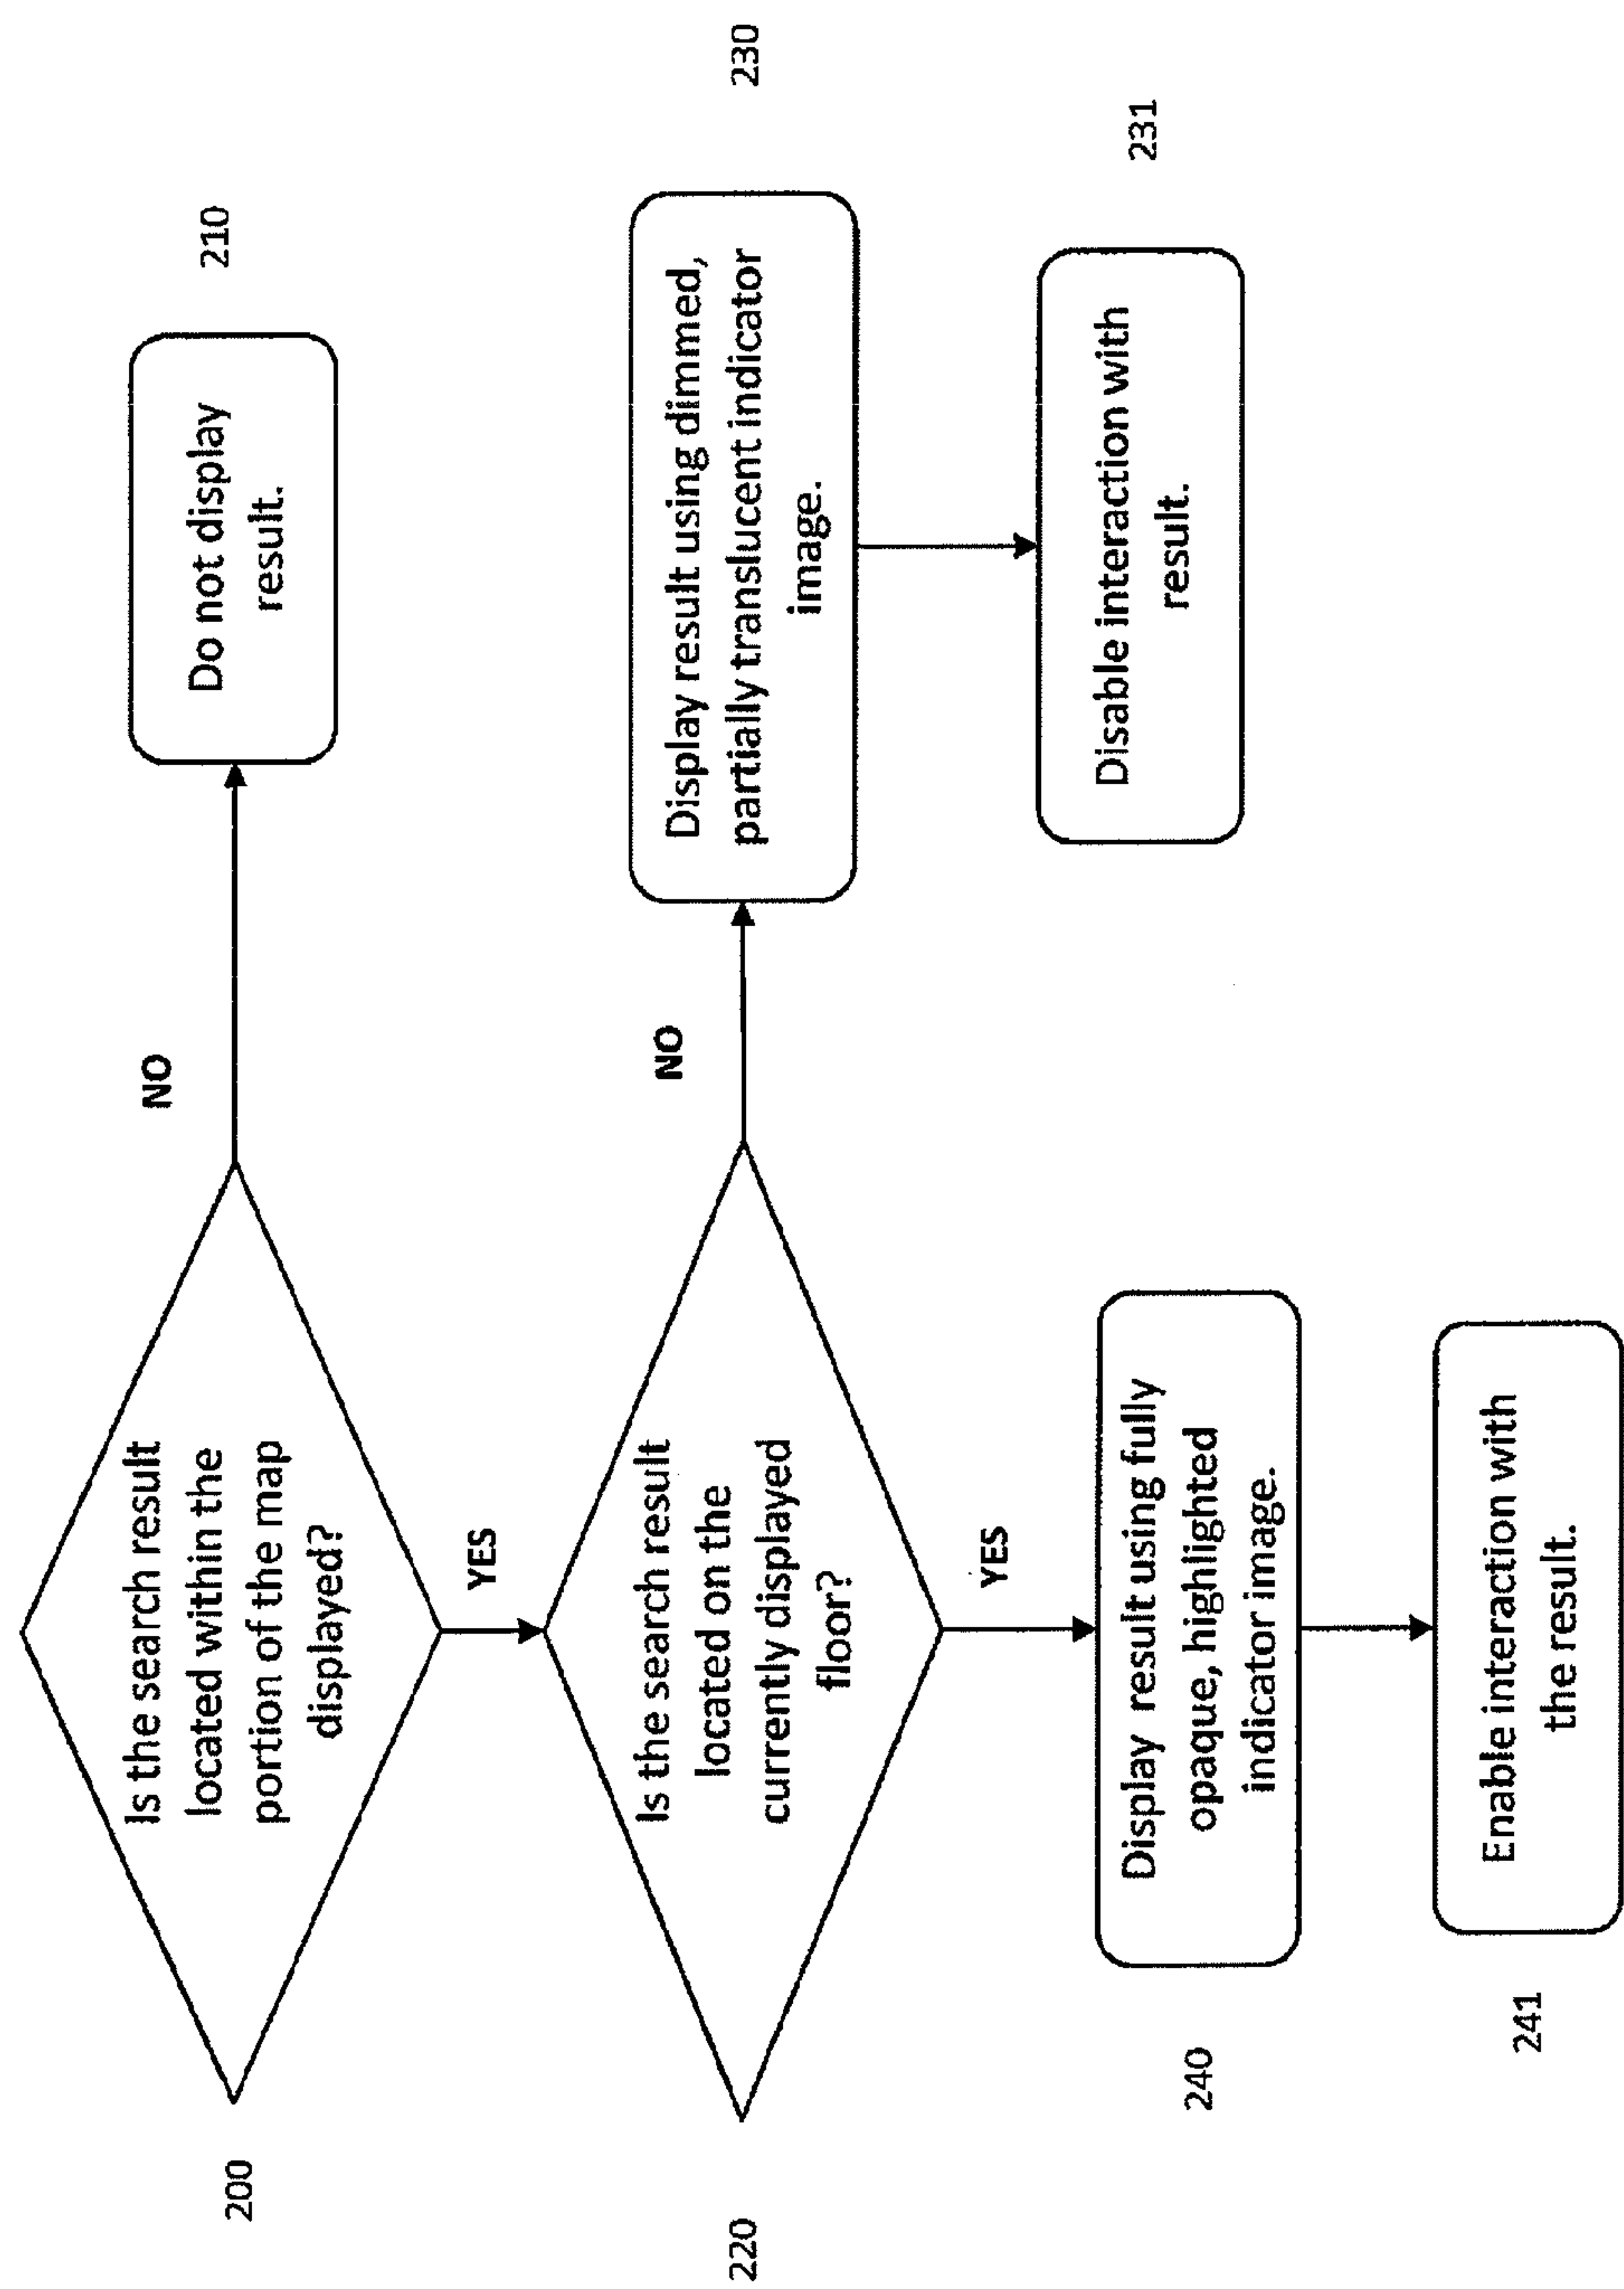 200
Is the search result
located within the
portion of the map
displayed?
NO
Do not display
result.
210
YES
220
Is the search result
located on the
currently displayed
floor?
NO
Display result using dimmed,
partially translucent indicator
image.
230
Disable interaction with
result.
231
YES
240
Display result using fully
opaque, highlighted
indicator image.
241
Enable interaction with
the result.